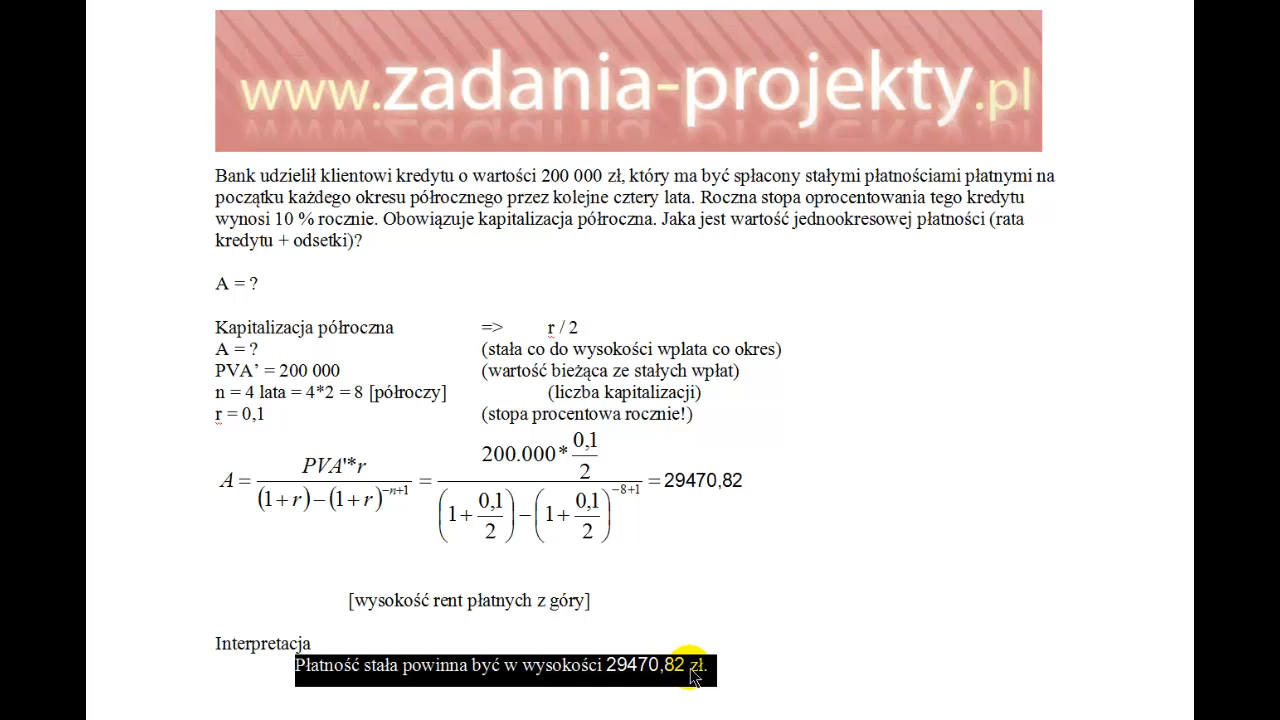 www.zadania-projekty.pl
Bank udzielił klientowi kredytu o wartości 200 000 zł, który ma być spłacony stałymi płatnościami płatnymi na
początku każdego okresu półrocznego przez kolejne cztery lata. Roczna stopa oprocentowania tego kredytu
wynosi 10 % rocznie. Obowiązuje kapitalizacja półroczna. Jaka jest wartość jednookresowej płatności (rata
kredytu + odsetki)?
A = ?
Kapitalizacja półroczna => r / 2
A = ? (stała co do wysokości wplata co okres)
PVA’ = 200 000 (wartość bieżąca ze stałych wpłat)
n = 4 lata = 4*2 = 8 [półroczy] (liczba kapitalizacji)
r = 0,1 (stopa procentowa rocznie!)
A = PVA'*r / ((1+r)−(1+r)^(−n+1)) = 200.000*(0,1/2) / ((1+0,1/2)−(1+0,1/2)^(−8+1)) = 29470,82
[wysokość rent płatnych z góry]
Interpretacja
Płatność stała powinna być w wysokości 29470,82 zł.